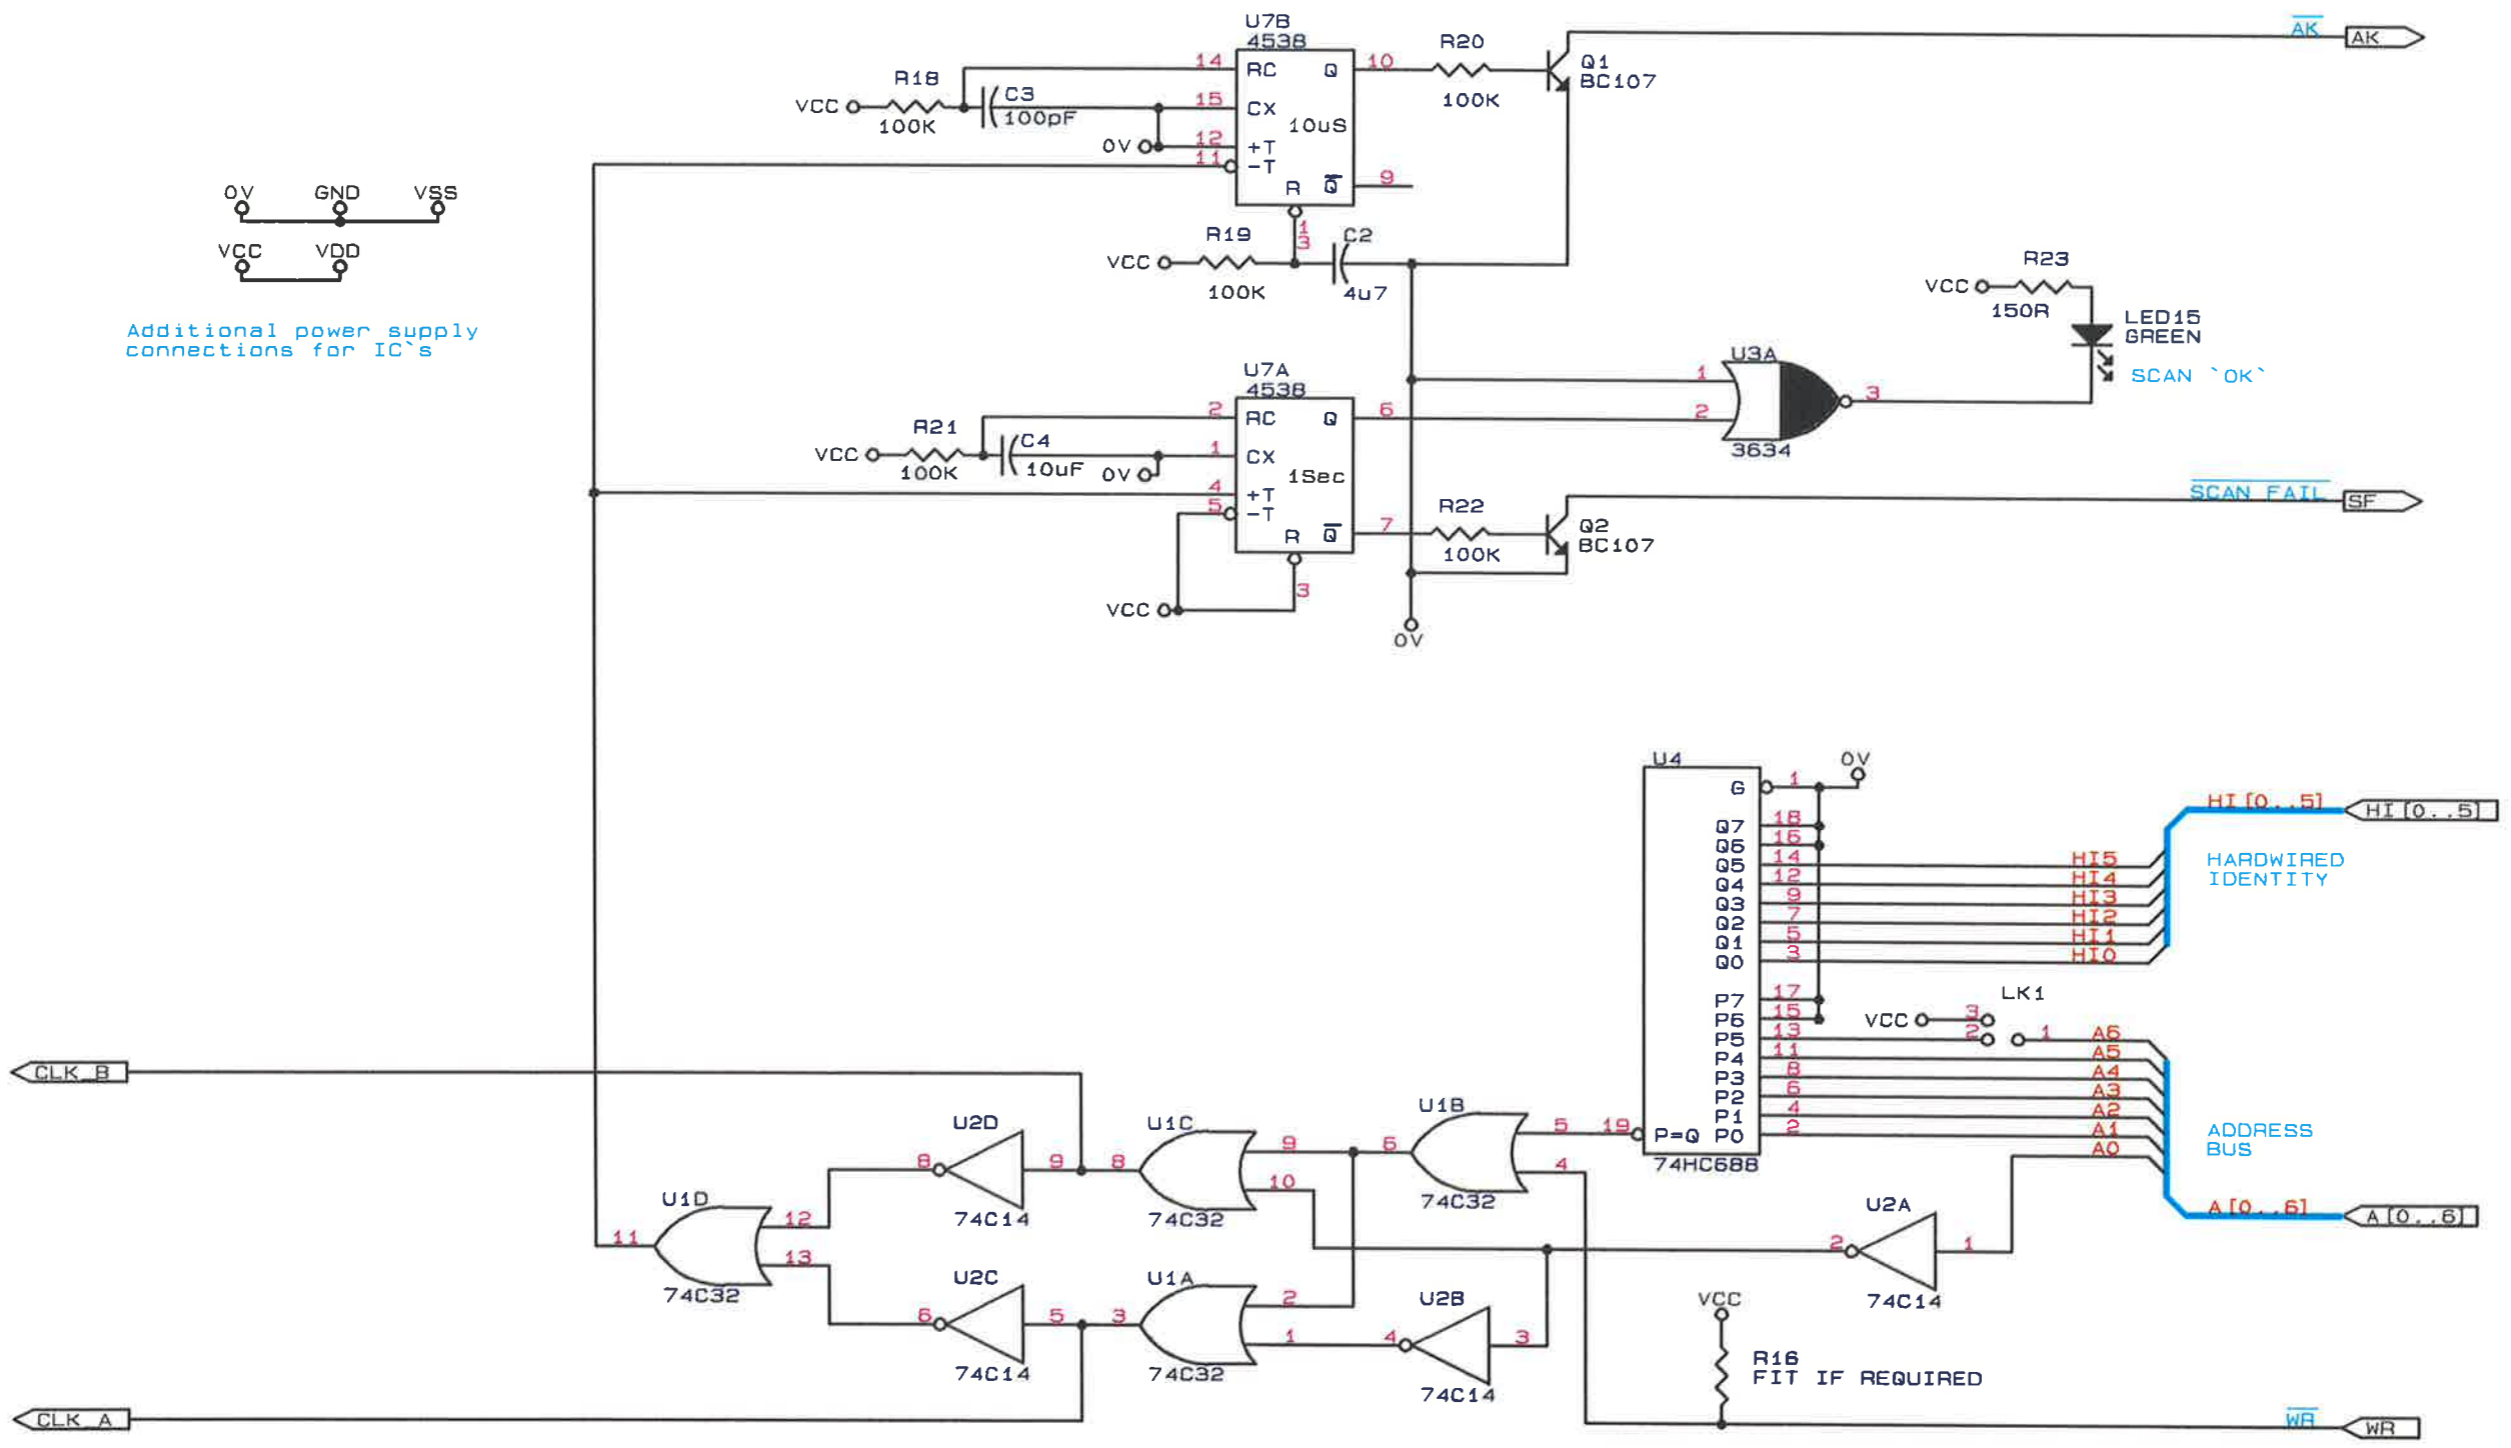 U7B
4538
14 RC Q 10
R18
VCC
100K
C3
100pF
15 CX
10uS
0V
12 +T
11 -T
R Q 9
1
3
R20
100K
Q1
BC107
AK
AK
R19
VCC
100K
C2
4u7
0V GND VSS
VCC VDD
Additional power supply
connections for IC`s
R23
VCC
150R
LED15
GREEN
SCAN `OK`
U3A
1
2
3
3634
U7A
4538
2 RC Q 6
R21
VCC
100K
C4
10uF
1 CX
0V
1Sec
4 +T
5 -T
R Q 7
3
VCC
R22
100K
Q2
BC107
0V
SCAN FAIL
SF
U4
0V
G 1
Q7 18
Q6 16
Q5 14 HI5
Q4 12 HI4
Q3 9 HI3
Q2 7 HI2
Q1 5 HI1
Q0 3 HI0
HI[0..5]
HI[0..5]
HARDWIRED
IDENTITY
P7 17
P6 15
P5 13
LK1
VCC 3
2 1 A6
P4 11 A5
P3 8 A4
P2 6 A3
P1 4 A2
19 P=Q P0 2 A1
A0
74HC688
ADDRESS
BUS
A[0..6]
A[0..6]
CLK_B
U2D
8 9
74C14
U1C
8 9
10
74C32
U1B
6 5
4
74C32
U1D
11 12
13
74C32
U2C
6 5
74C14
U1A
3 2
1
74C32
U2B
4 3
74C14
U2A
2 1
74C14
VCC
R16
FIT IF REQUIRED
CLK_A
WR
WR